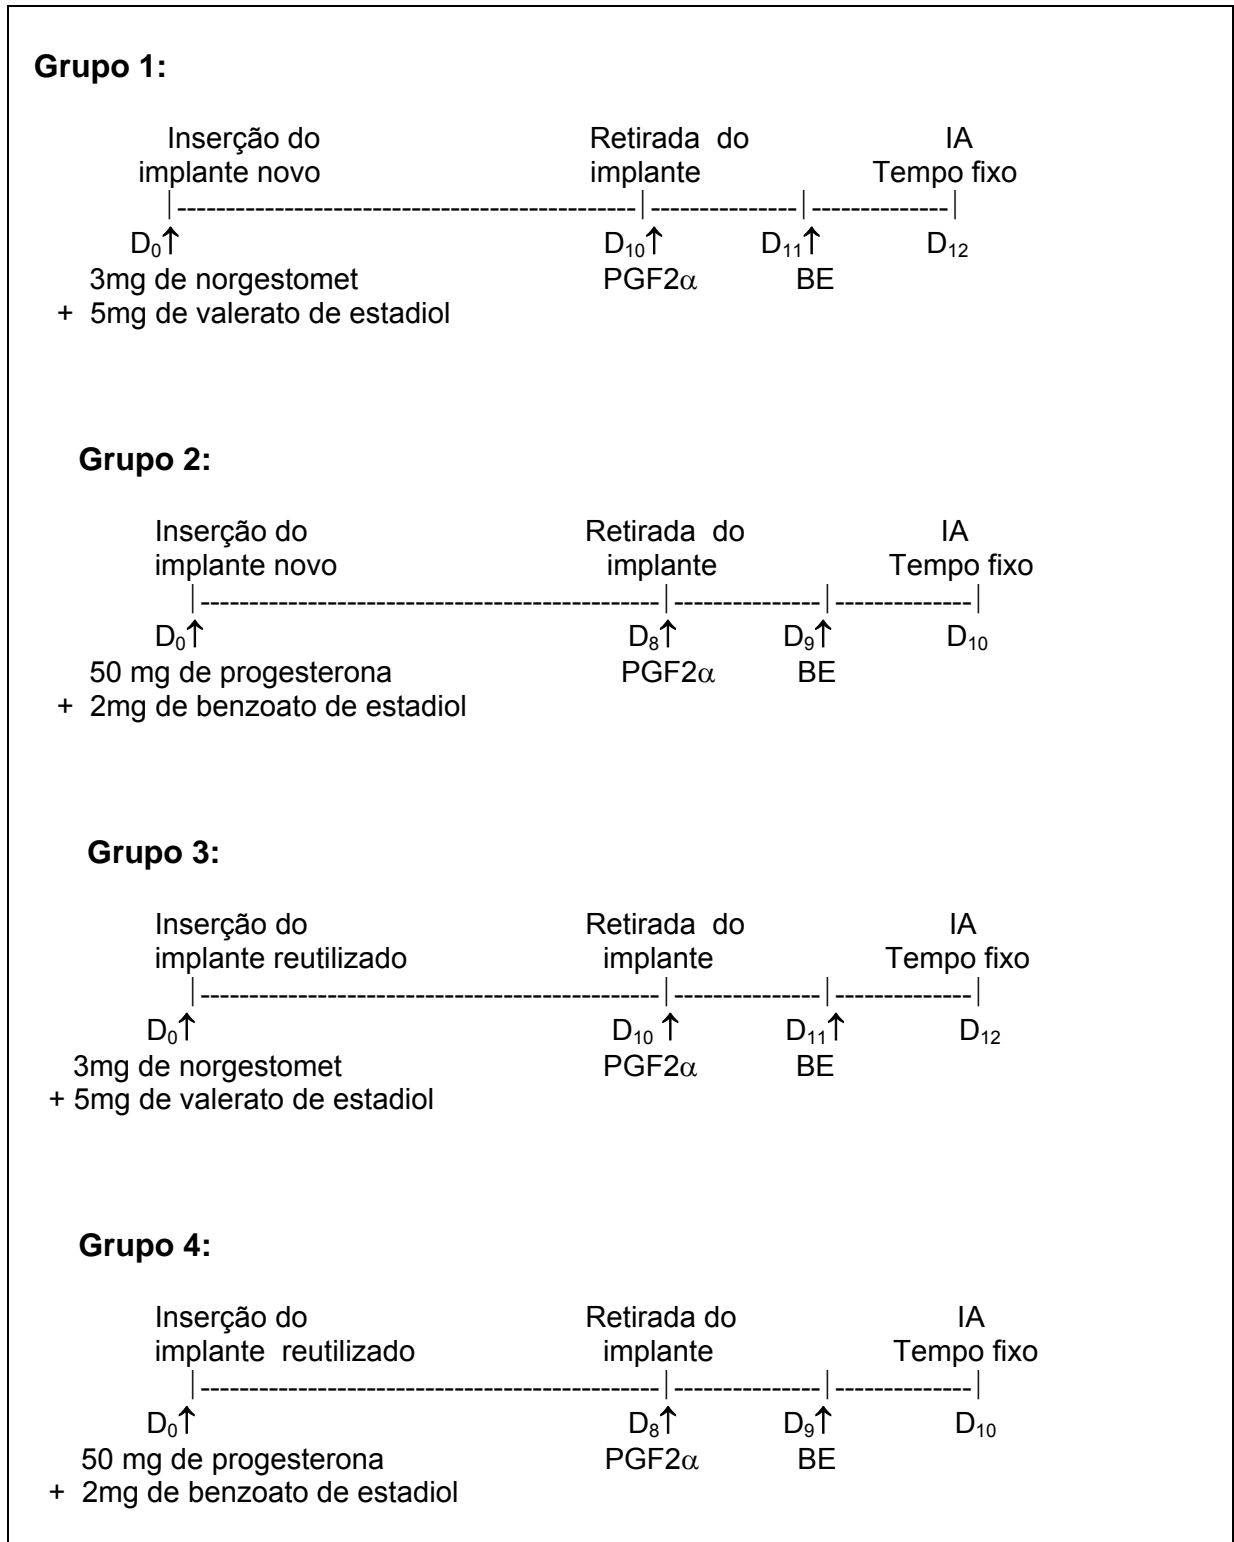 Grupo 1:
Inserção do Retirada do IA
implante novo implante Tempo fixo
|-----------------------------------------------|---------------|--------------|
D₀↑ D₁₀↑ D₁₁↑ D₁₂
3mg de norgestomet PGF2α BE
+ 5mg de valerato de estadiol
Grupo 2:
Inserção do Retirada do IA
implante novo implante Tempo fixo
|-----------------------------------------------|---------------|--------------|
D₀↑ D₈↑ D₉↑ D₁₀
50 mg de progesterona PGF2α BE
+ 2mg de benzoato de estadiol
Grupo 3:
Inserção do Retirada do IA
implante reutilizado implante Tempo fixo
|-----------------------------------------------|---------------|--------------|
D₀↑ D₁₀ ↑ D₁₁↑ D₁₂
3mg de norgestomet PGF2α BE
+ 5mg de valerato de estadiol
Grupo 4:
Inserção do Retirada do IA
implante reutilizado implante Tempo fixo
|-----------------------------------------------|---------------|--------------|
D₀↑ D₈↑ D₉↑ D₁₀
50 mg de progesterona PGF2α BE
+ 2mg de benzoato de estadiol